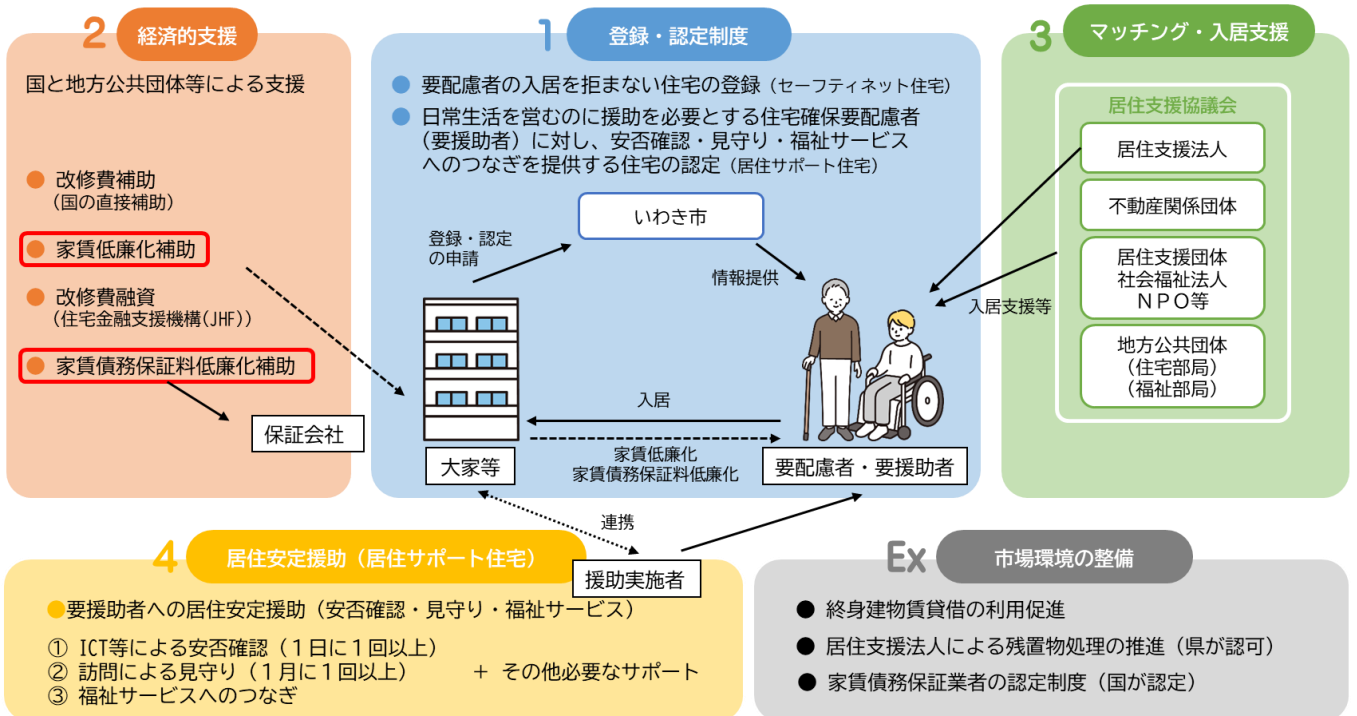 2 経済的支援
国と地方公共団体等による支援
● 改修費補助
(国の直接補助)
● 家賃低廉化補助
● 改修費融資
(住宅金融支援機構(JHF))
● 家賃債務保証料低廉化補助
保証会社
1 登録・認定制度
● 要配慮者の入居を拒まない住宅の登録（セーフティネット住宅）
● 日常生活を営むのに援助を必要とする住宅確保要配慮者
（要援助者）に対し、安否確認・見守り・福祉サービス
へのつなぎを提供する住宅の認定（居住サポート住宅）
いわき市
登録・認定
の申請
情報提供
入居
家賃低廉化
家賃債務保証料低廉化
大家等
要配慮者・要援助者
3 マッチング・入居支援
居住支援協議会
居住支援法人
不動産関係団体
居住支援団体
社会福祉法人
ＮＰＯ等
地方公共団体
（住宅部局）
（福祉部局）
入居支援等
連携
4 居住安定援助（居住サポート住宅）
援助実施者
●要援助者への居住安定援助（安否確認・見守り・福祉サービス）
① ICT等による安否確認（１日に１回以上）
② 訪問による見守り（１月に１回以上） ＋ その他必要なサポート
③ 福祉サービスへのつなぎ
Ex 市場環境の整備
● 終身建物賃貸借の利用促進
● 居住支援法人による残置物処理の推進（県が認可）
● 家賃債務保証業者の認定制度（国が認定）